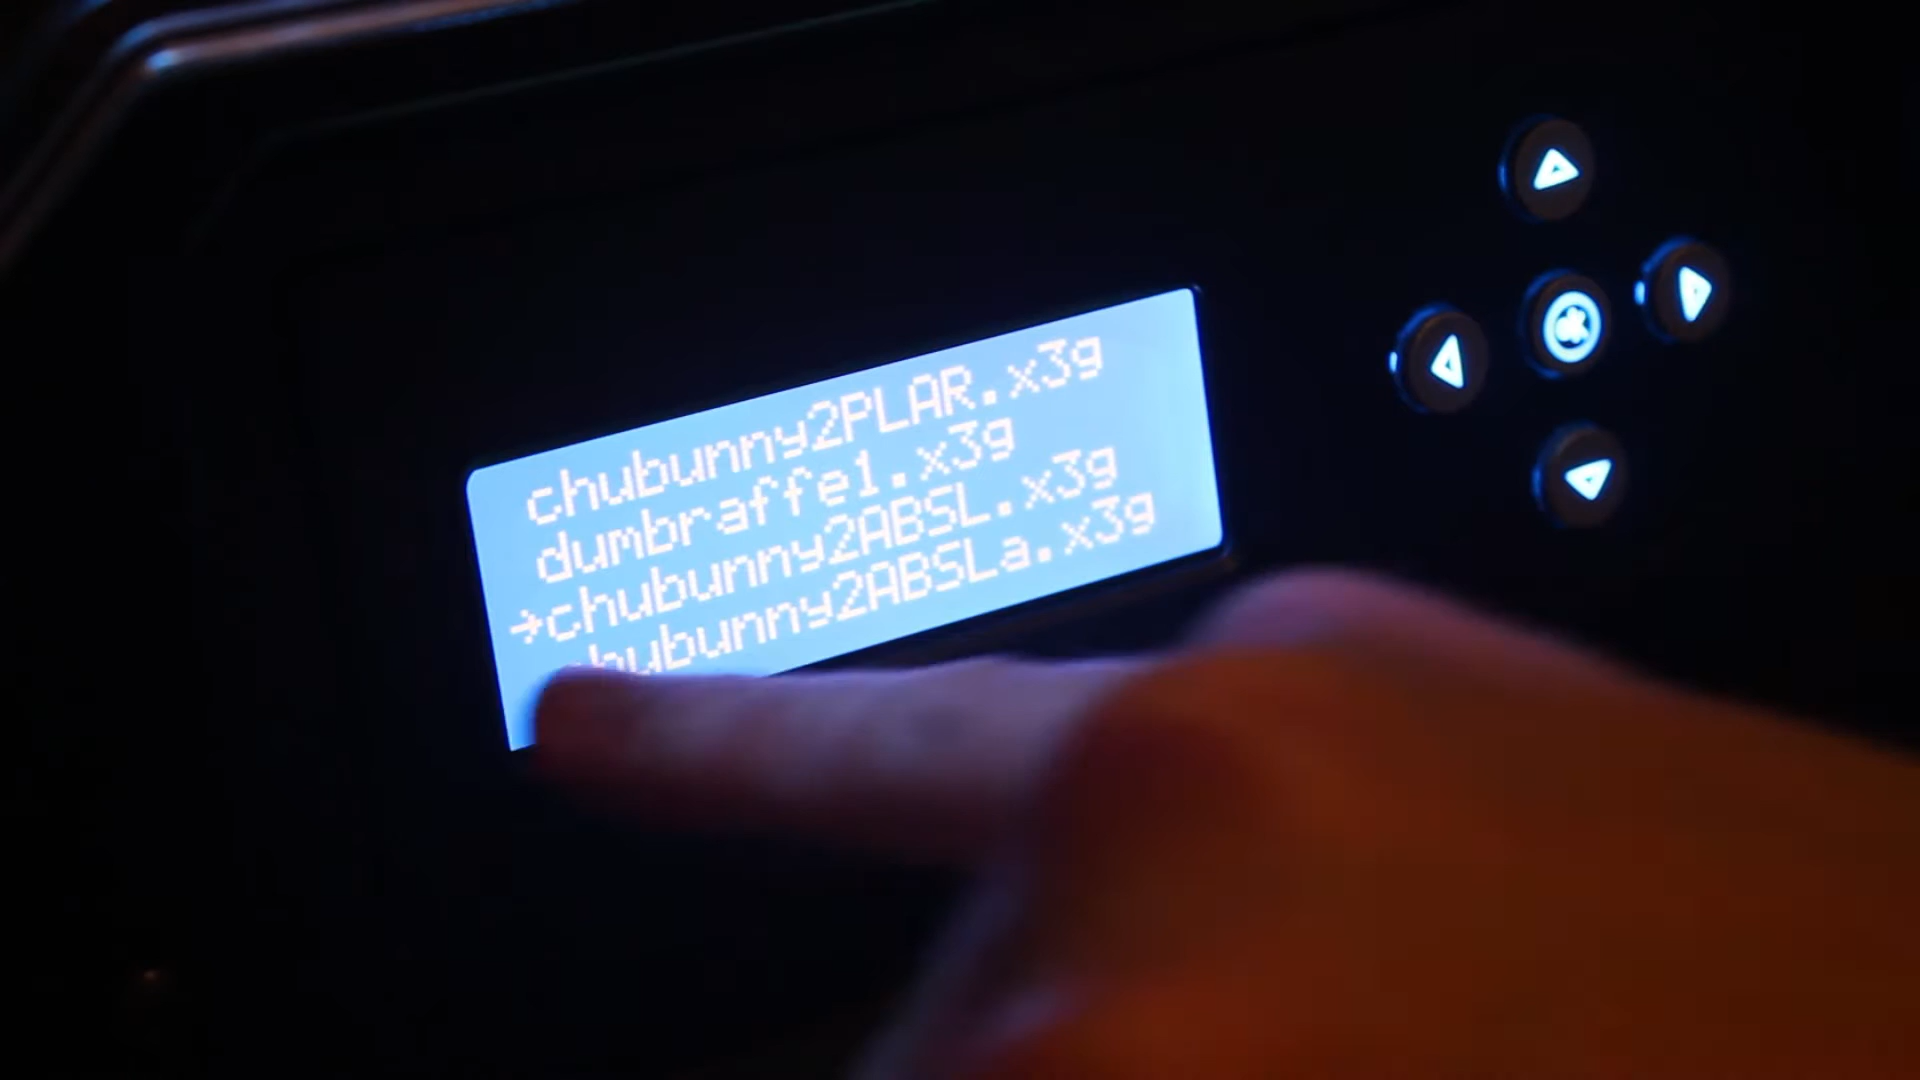 chubunny2PLAR.x3g
dumbraffe1.x3g
→chubunny2ABSL.x3g
chubunny2ABSLa.x3g